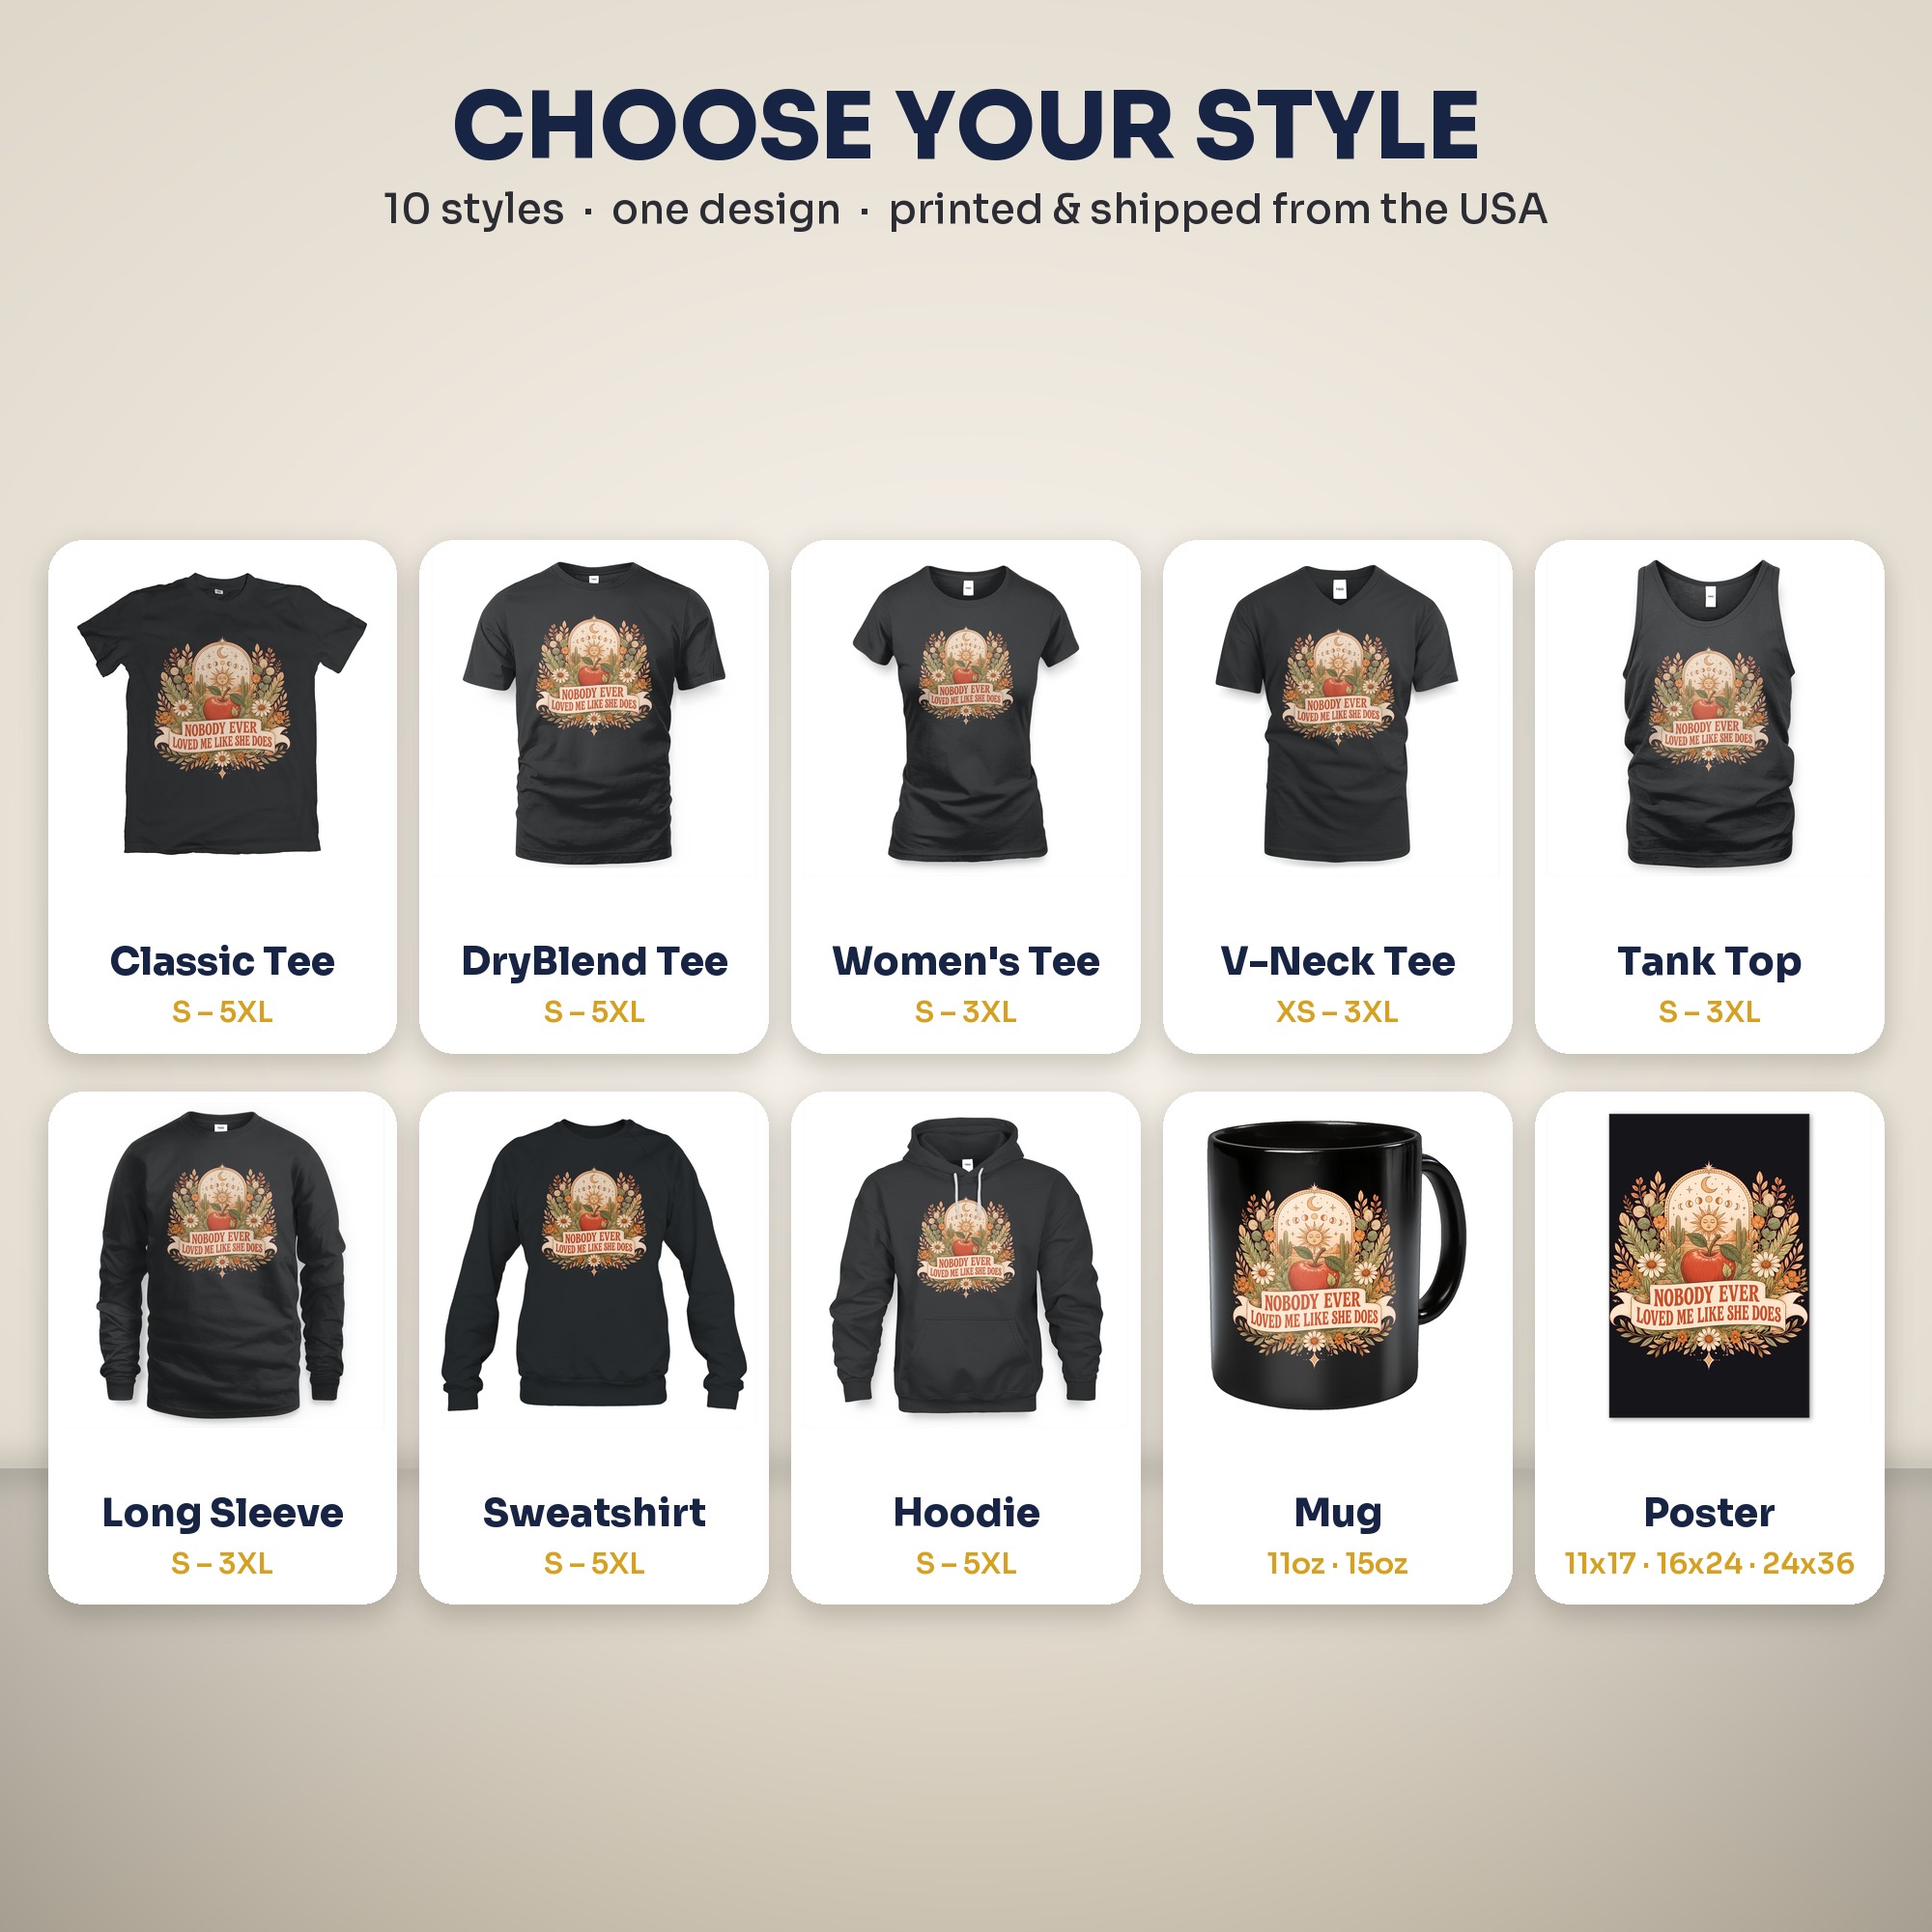 CHOOSE YOUR STYLE
10 styles · one design · printed & shipped from the USA
NOBODY EVER
LOVED ME LIKE SHE DOES
NOBODY EVER
LOVED ME LIKE SHE DOES
NOBODY EVER
LOVED ME LIKE SHE DOES
NOBODY EVER
LOVED ME LIKE SHE DOES
NOBODY EVER
LOVED ME LIKE SHE DOES
Classic Tee
S – 5XL
DryBlend Tee
S – 5XL
Women's Tee
S – 3XL
V-Neck Tee
XS – 3XL
Tank Top
S – 3XL
NOBODY EVER
LOVED ME LIKE SHE DOES
NOBODY EVER
LOVED ME LIKE SHE DOES
NOBODY EVER
LOVED ME LIKE SHE DOES
NOBODY EVER
LOVED ME LIKE SHE DOES
NOBODY EVER
LOVED ME LIKE SHE DOES
Long Sleeve
S – 3XL
Sweatshirt
S – 5XL
Hoodie
S – 5XL
Mug
11oz · 15oz
Poster
11x17 · 16x24 · 24x36